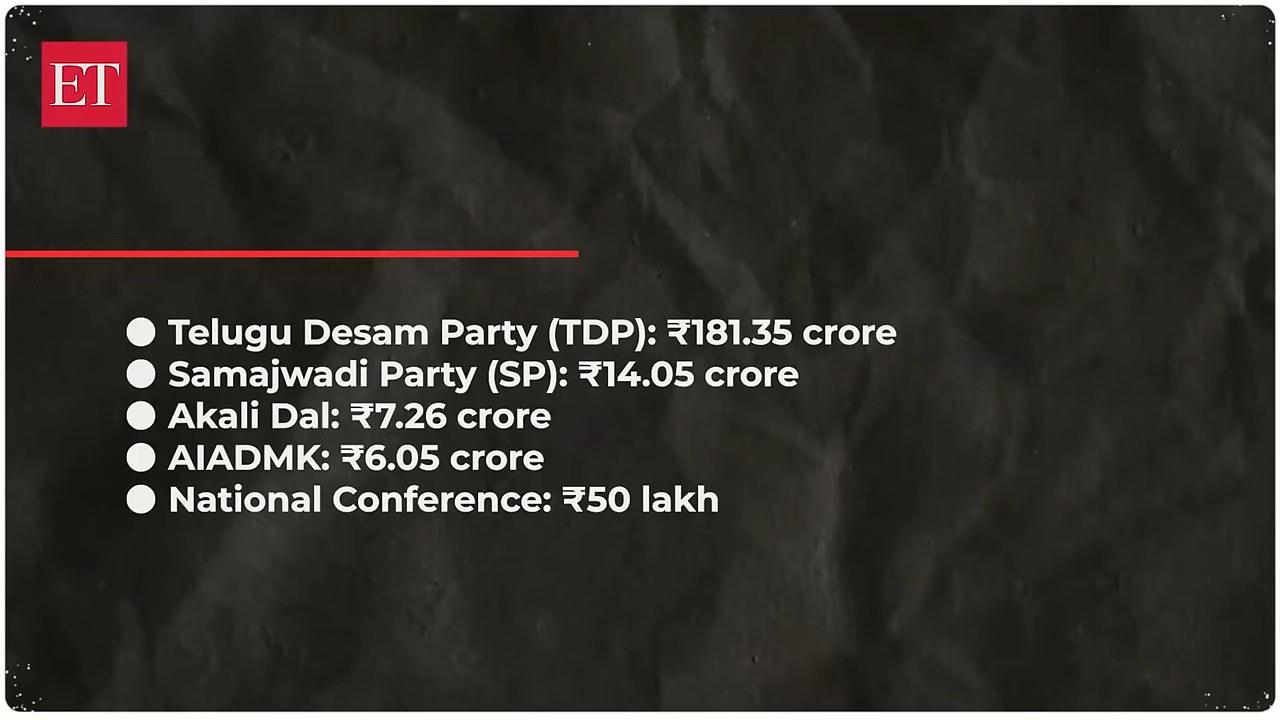 ET
● Telugu Desam Party (TDP): ₹181.35 crore
● Samajwadi Party (SP): ₹14.05 crore
● Akali Dal: ₹7.26 crore
● AIADMK: ₹6.05 crore
● National Conference: ₹50 lakh